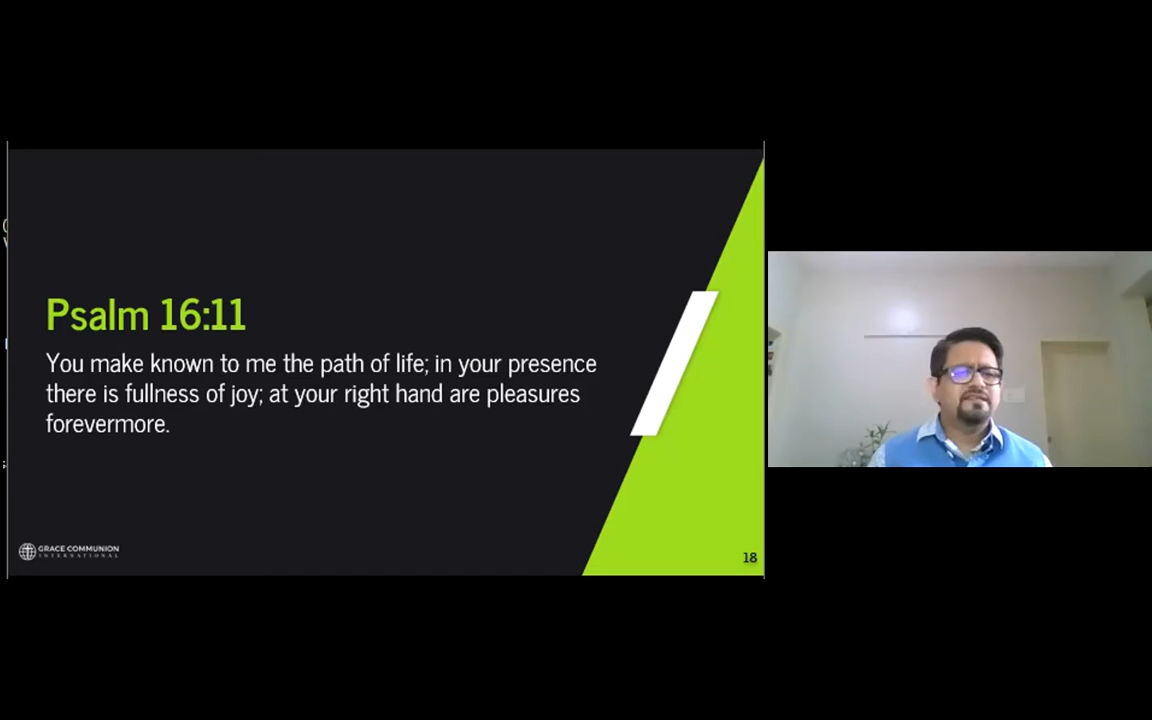 Psalm 16:11
You make known to me the path of life; in your presence
there is fullness of joy; at your right hand are pleasures
forevermore.
GRACE COMMUNION
INTERNATIONAL
18